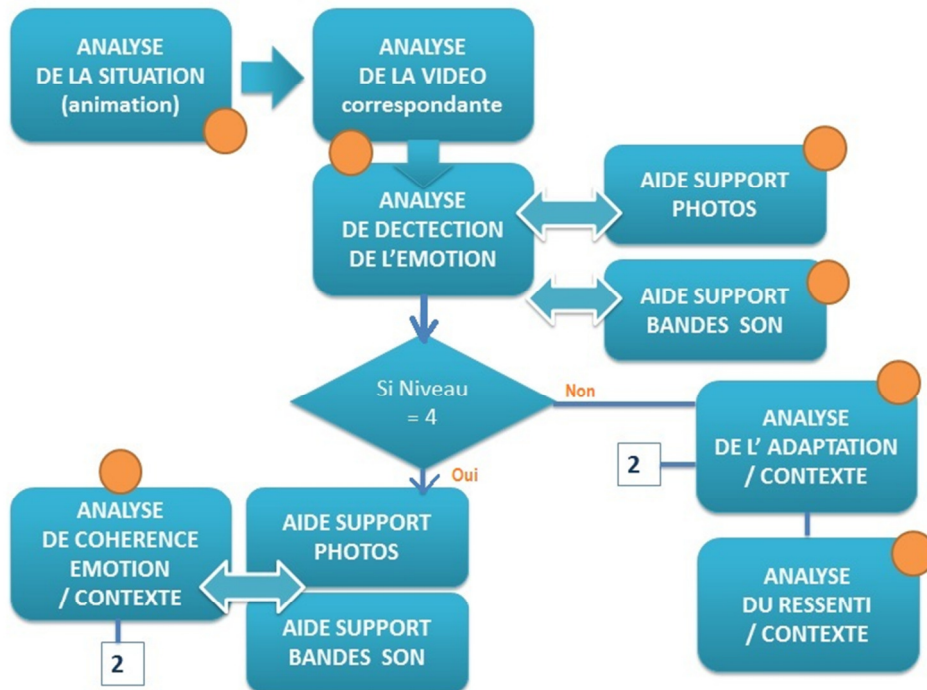 ANALYSE
DE LA SITUATION
(animation)
ANALYSE
DE LA VIDEO
correspondante
ANALYSE
DE DECTECTION
DE L'EMOTION
AIDE SUPPORT
PHOTOS
AIDE SUPPORT
BANDES SON
Si Niveau
= 4
Non
Oui
ANALYSE
DE L' ADAPTATION
/ CONTEXTE
2
ANALYSE
DU RESSENTI
/ CONTEXTE
ANALYSE
DE COHERENCE
EMOTION
/ CONTEXTE
2
AIDE SUPPORT
PHOTOS
AIDE SUPPORT
BANDES SON